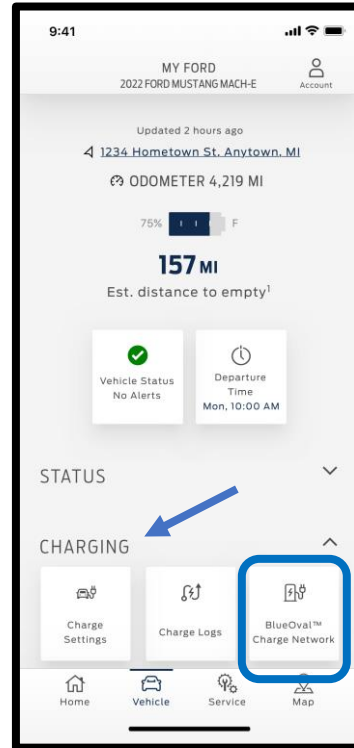 9:41
MY FORD
2022 FORD MUSTANG MACH-E
Account
Updated 2 hours ago
1234 Hometown St. Anytown. MI
ODOMETER 4,219 MI
75% F
157 MI
Est. distance to empty1
Vehicle Status
No Alerts
Departure
Time
Mon, 10:00 AM
STATUS
CHARGING
Charge
Settings
Charge Logs
BlueOval™
Charge Network
Home Vehicle Service Map